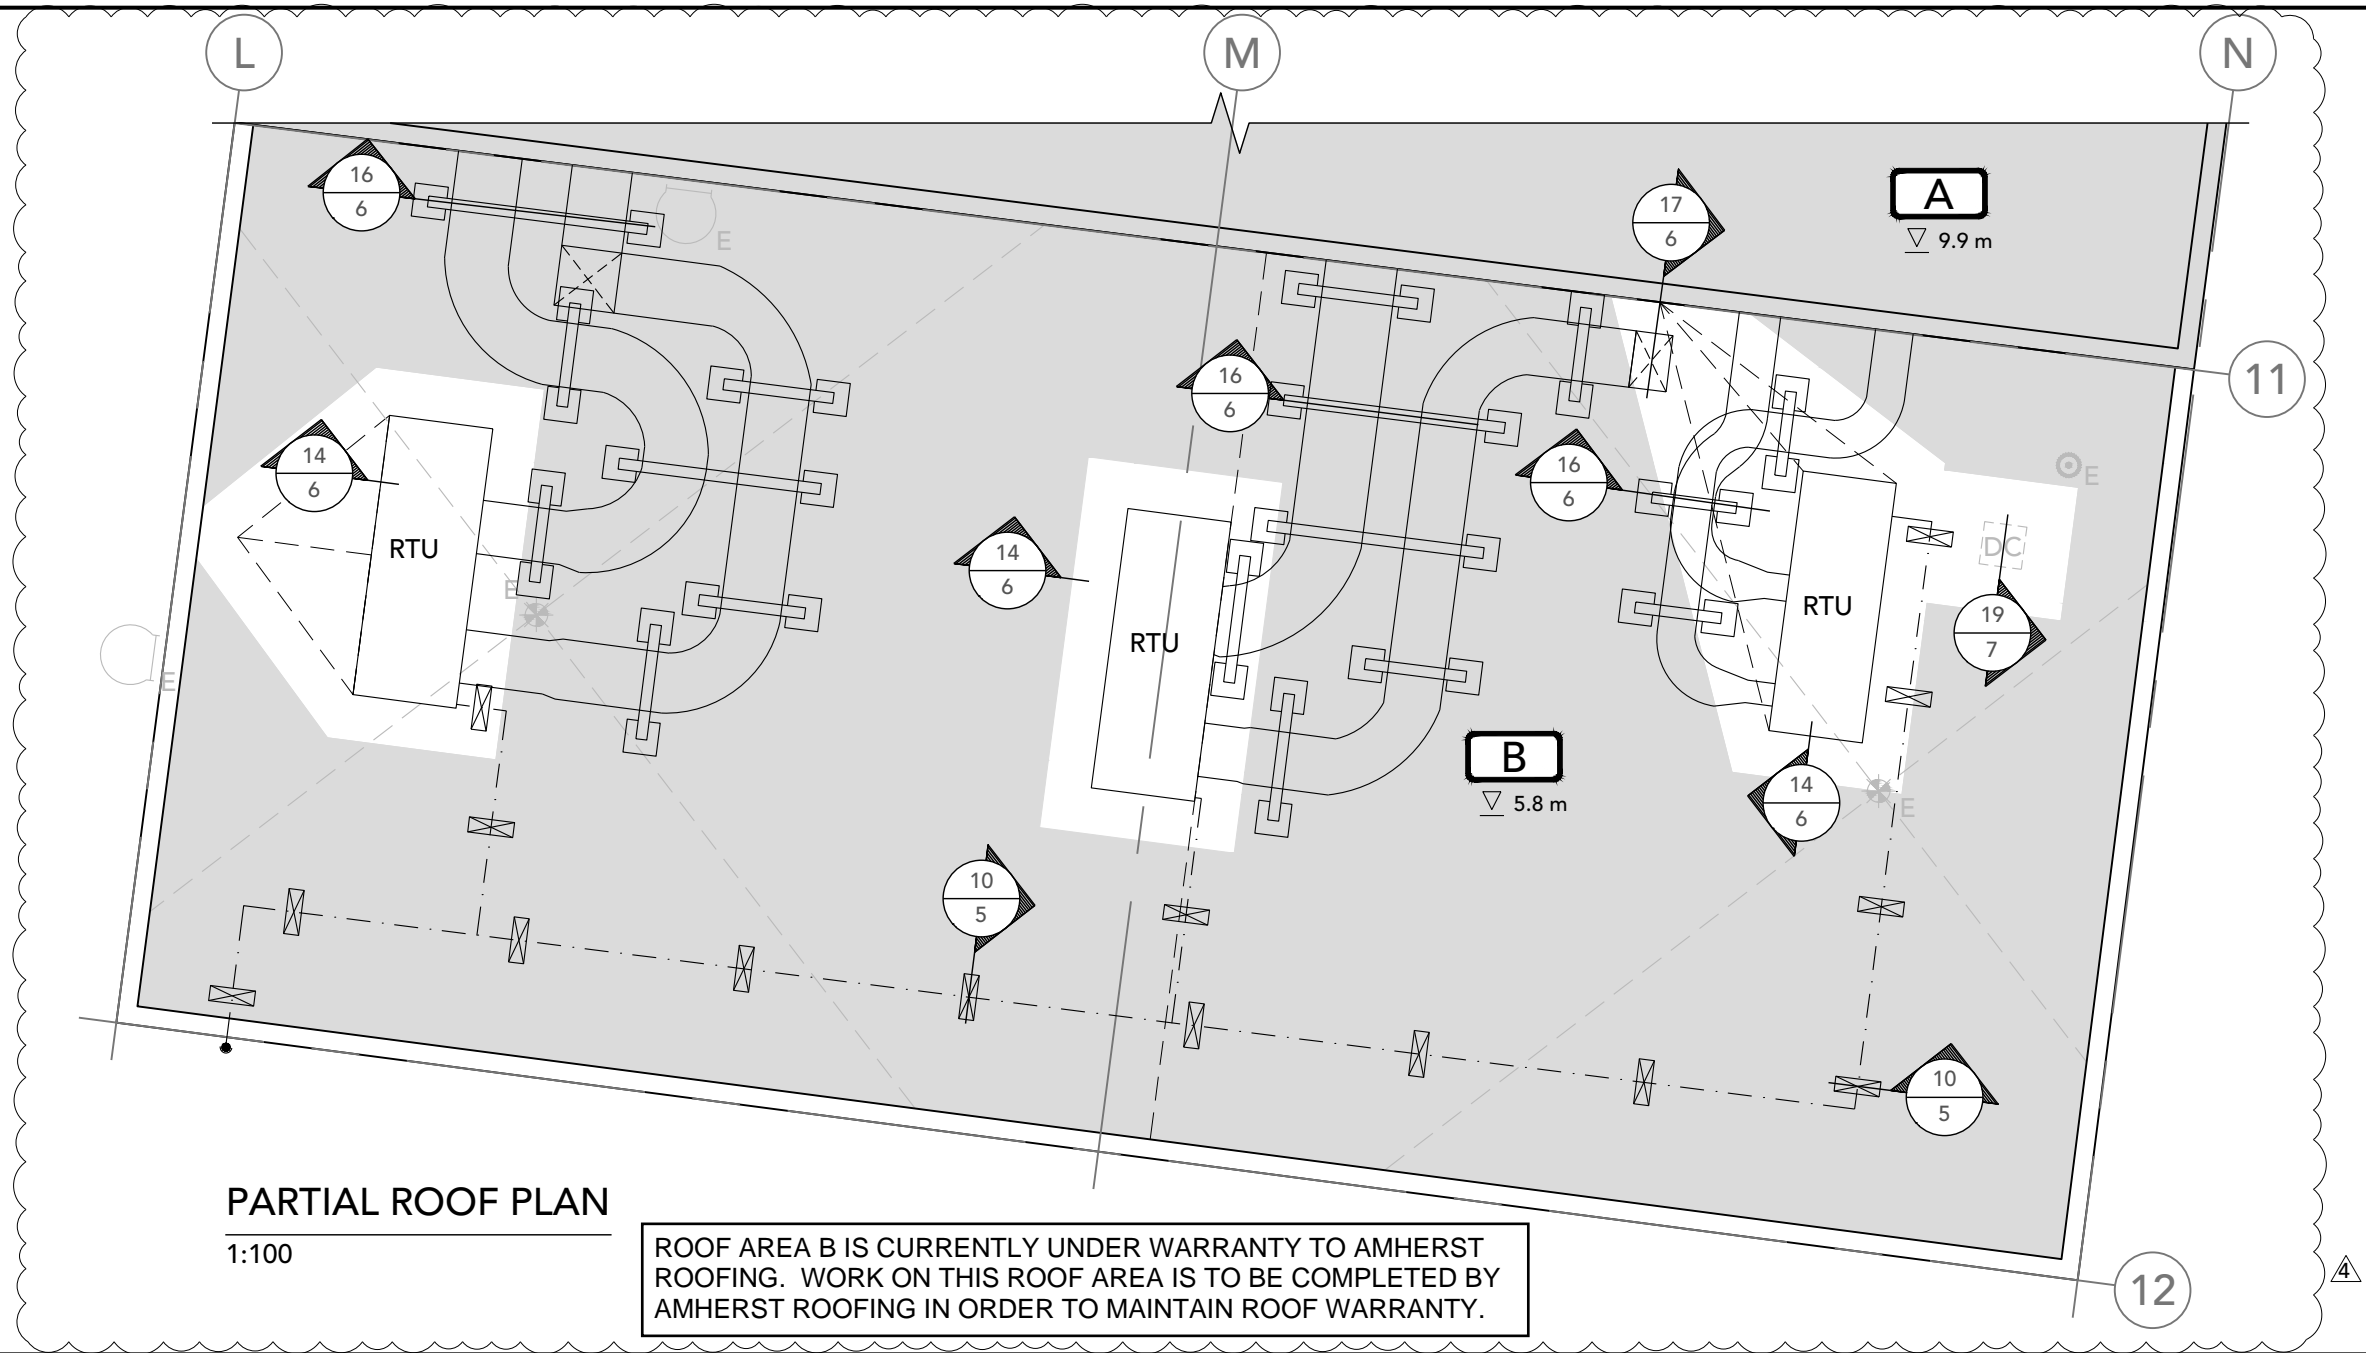 L
M
N
16
6
E
17
6
A
9.9 m
11
16
6
14
6
16
6
E
RTU
14
6
DC
E
RTU
19
7
RTU
E
B
5.8 m
14
6
E
10
5
10
5
PARTIAL ROOF PLAN
1:100
ROOF AREA B IS CURRENTLY UNDER WARRANTY TO AMHERST
ROOFING.  WORK ON THIS ROOF AREA IS TO BE COMPLETED BY
AMHERST ROOFING IN ORDER TO MAINTAIN ROOF WARRANTY.
12
4